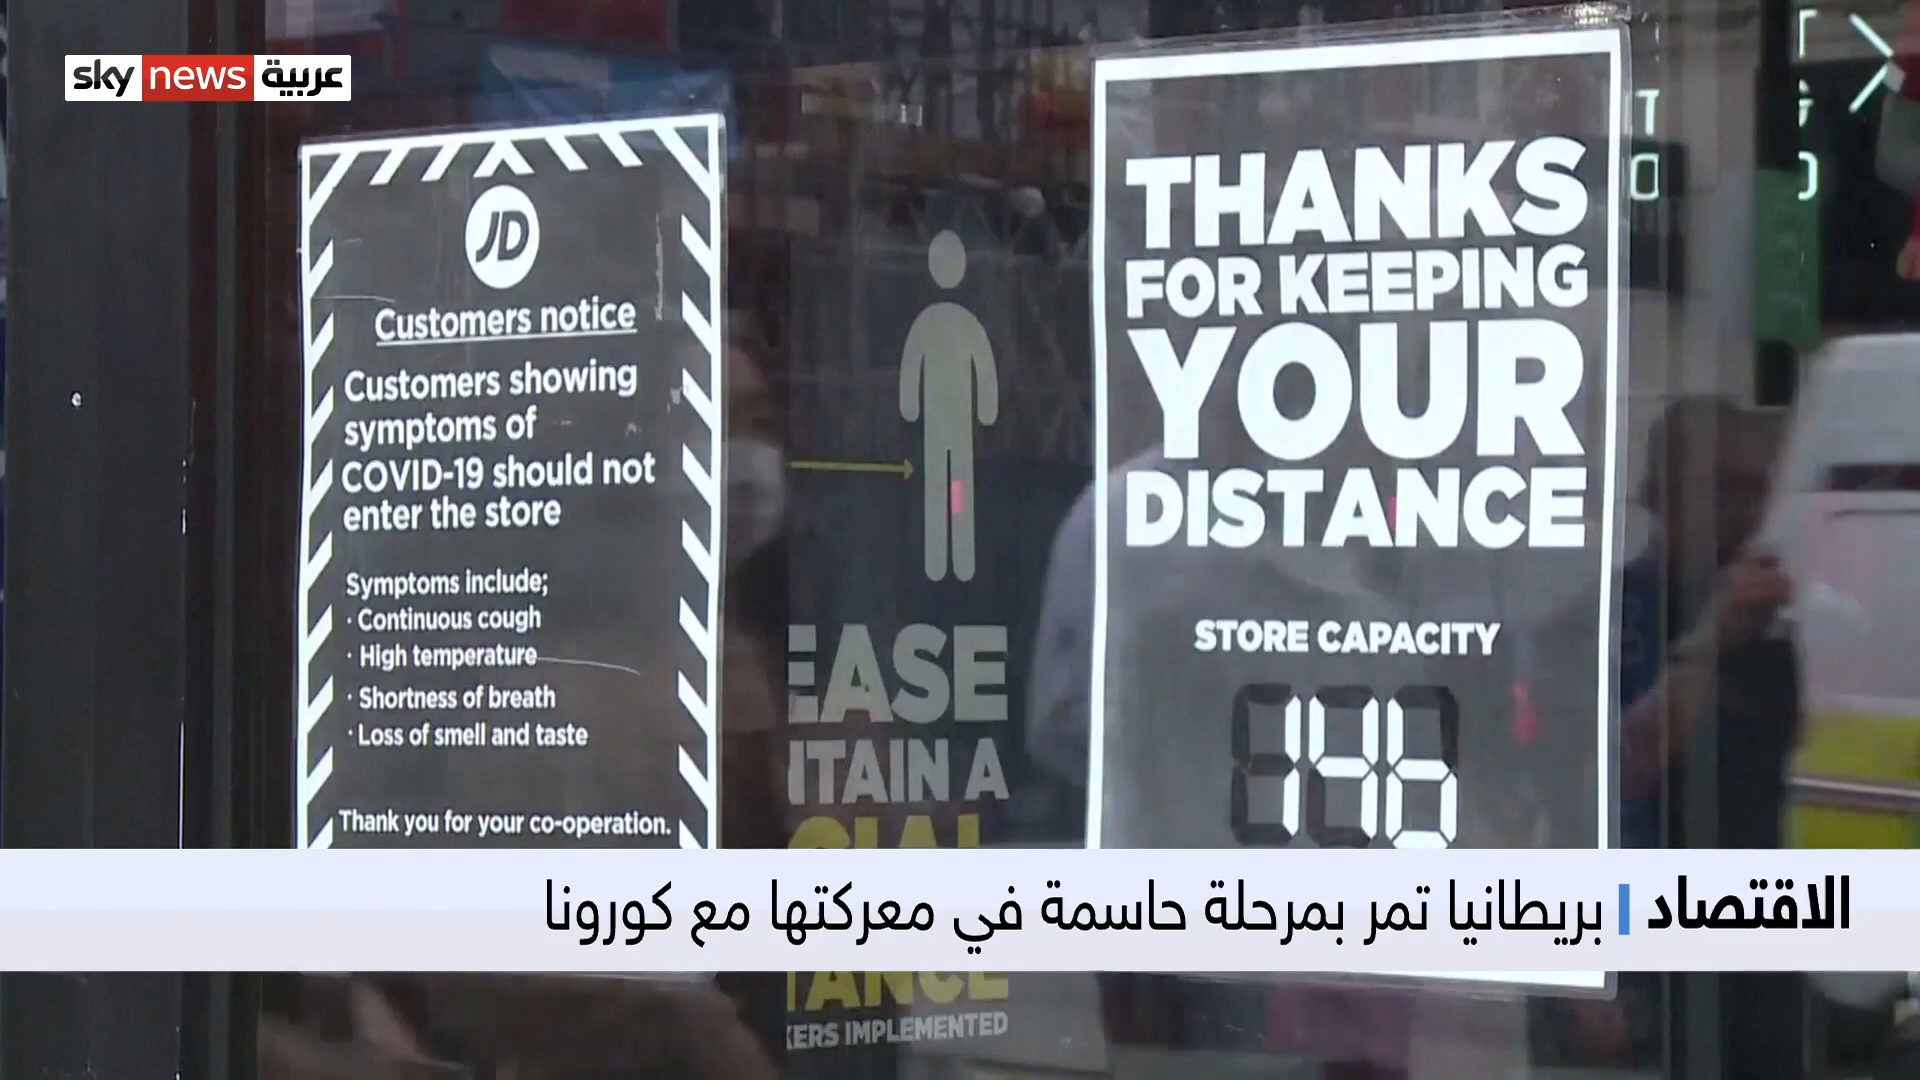 sky news عربية
JD
Customers notice
Customers showing
symptoms of
COVID-19 should not
enter the store
Symptoms include;
· Continuous cough
· High temperature
· Shortness of breath
· Loss of smell and taste
Thank you for your co-operation.
EASE
TAIN A
TANCE
KERS IMPLEMENTED
THANKS
FOR KEEPING
YOUR
DISTANCE
STORE CAPACITY
146
الاقتصاد | بريطانيا تمر بمرحلة حاسمة في معركتها مع كورونا